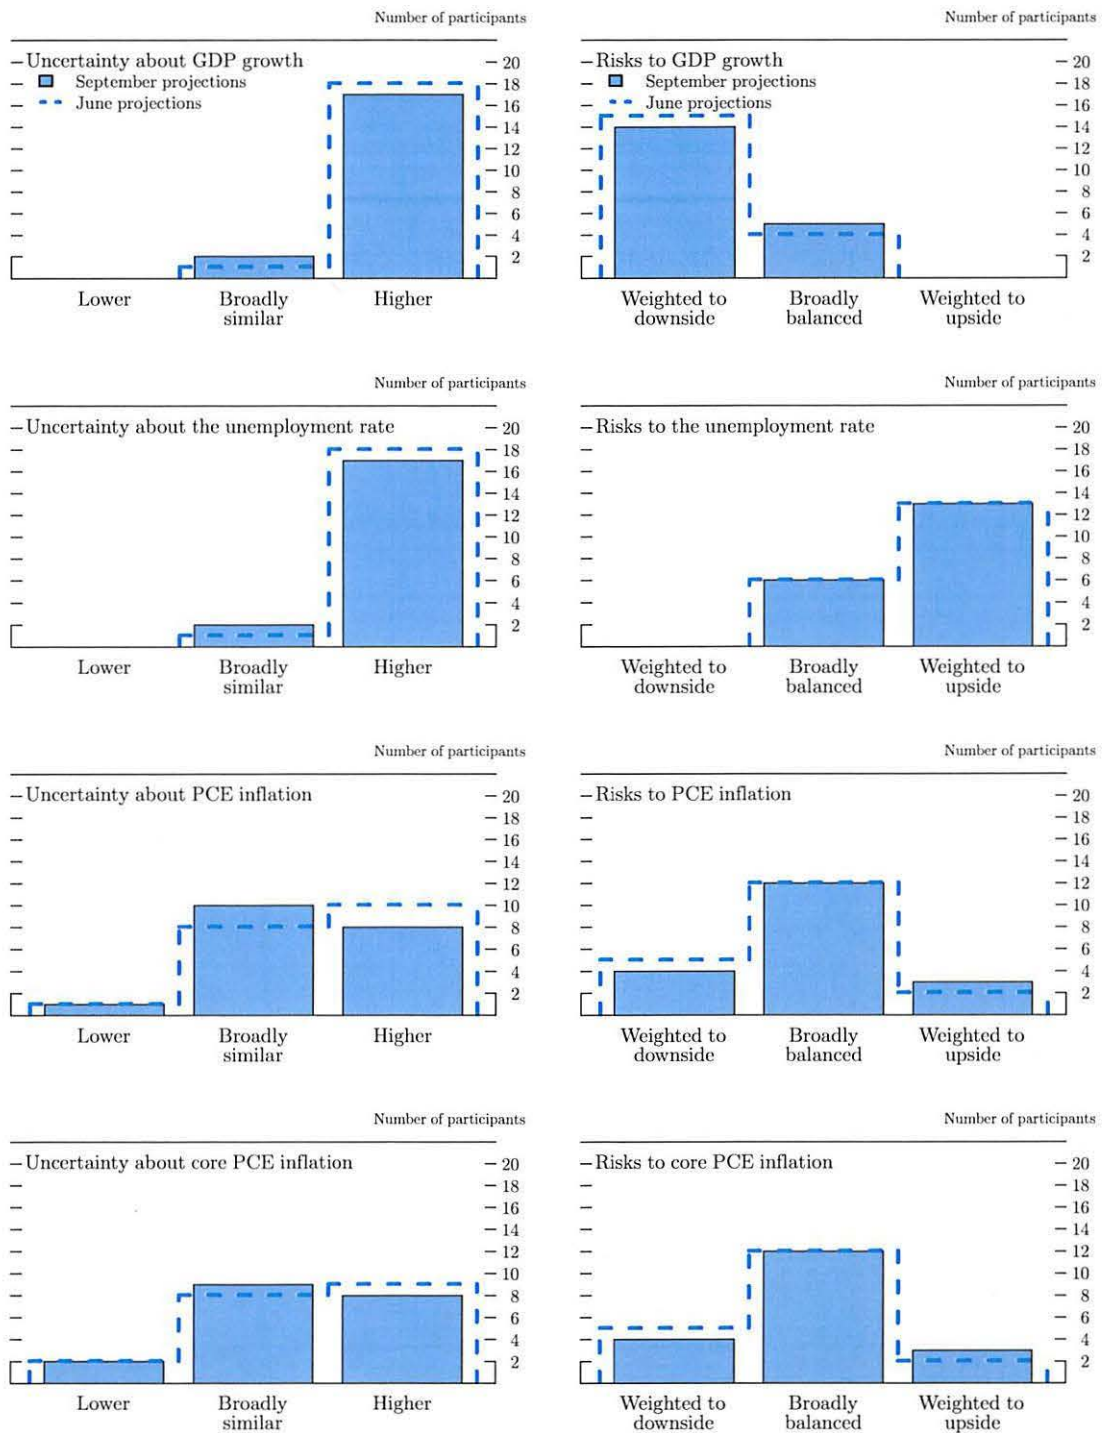 Number of participants
Uncertainty about GDP growth
September projections
June projections
20
18
16
14
12
10
8
6
4
2
Lower
Broadly
similar
Higher
Number of participants
Risks to GDP growth
September projections
June projections
20
18
16
14
12
10
8
6
4
2
Weighted to
downside
Broadly
balanced
Weighted to
upside
Number of participants
Uncertainty about the unemployment rate
20
18
16
14
12
10
8
6
4
2
Lower
Broadly
similar
Higher
Number of participants
Risks to the unemployment rate
20
18
16
14
12
10
8
6
4
2
Weighted to
downside
Broadly
balanced
Weighted to
upside
Number of participants
Uncertainty about PCE inflation
20
18
16
14
12
10
8
6
4
2
Lower
Broadly
similar
Higher
Number of participants
Risks to PCE inflation
20
18
16
14
12
10
8
6
4
2
Weighted to
downside
Broadly
balanced
Weighted to
upside
Number of participants
Uncertainty about core PCE inflation
20
18
16
14
12
10
8
6
4
2
Lower
Broadly
similar
Higher
Number of participants
Risks to core PCE inflation
20
18
16
14
12
10
8
6
4
2
Weighted to
downside
Broadly
balanced
Weighted to
upside